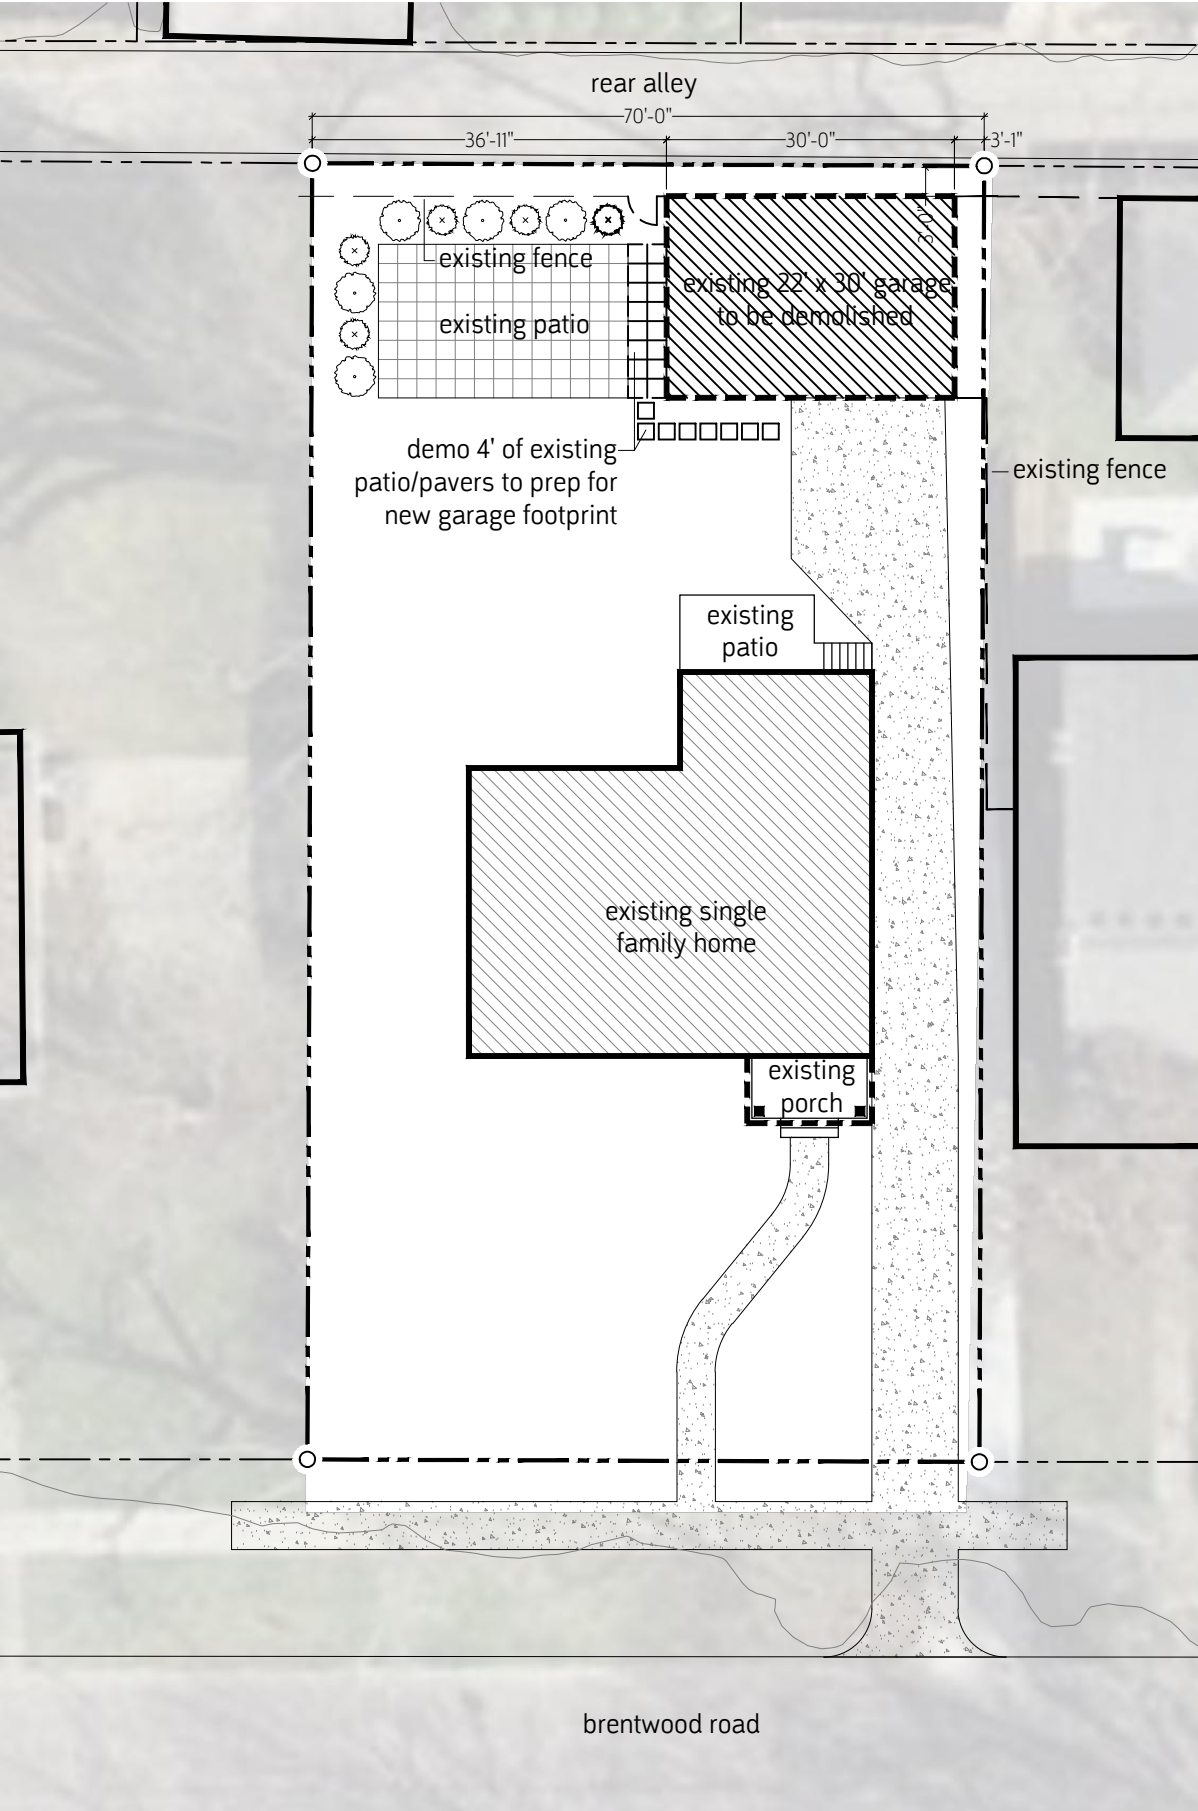 rear alley
70'-0"
36'-11"
30'-0"
3'-1"
3'-0"
existing fence
existing 22' x 30' garage
to be demolished
existing patio
demo 4' of existing
patio/pavers to prep for
new garage footprint
existing fence
existing
patio
existing single
family home
existing
porch
brentwood road